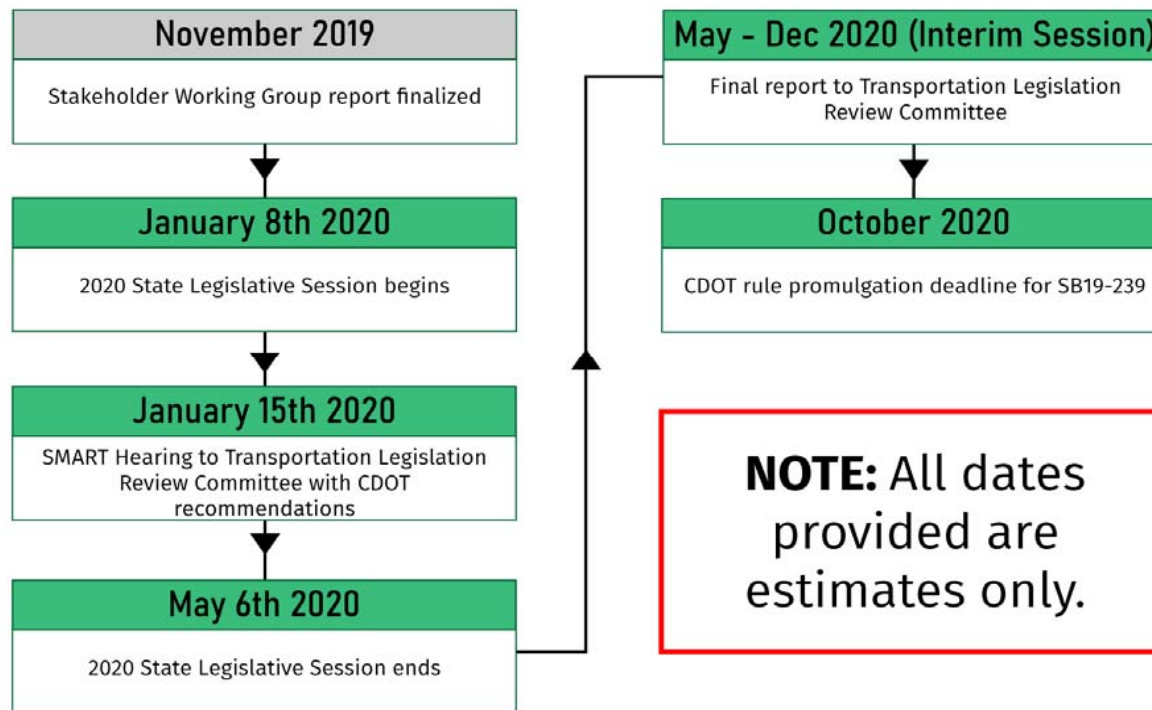 November 2019
Stakeholder Working Group report finalized
January 8th 2020
2020 State Legislative Session begins
January 15th 2020
SMART Hearing to Transportation Legislation
Review Committee with CDOT
recommendations
May 6th 2020
2020 State Legislative Session ends
May - Dec 2020 (Interim Session)
Final report to Transportation Legislation
Review Committee
October 2020
CDOT rule promulgation deadline for SB19-239
NOTE: All dates
provided are
estimates only.